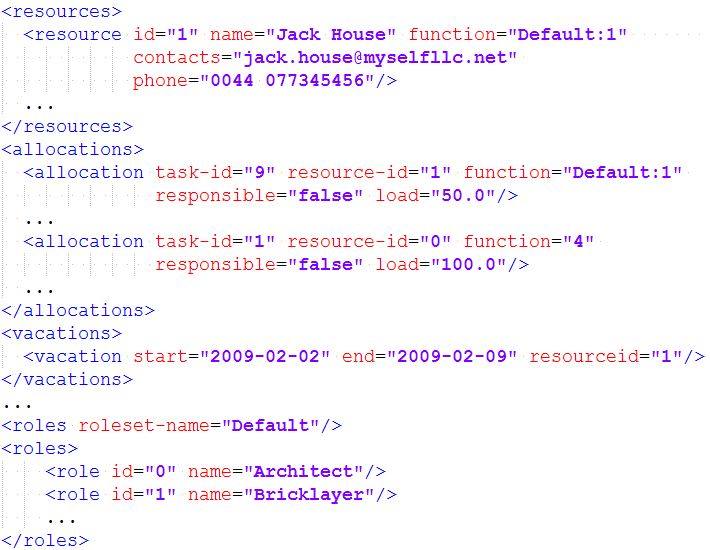 <resources>
  <resource id="1" name="Jack House" function="Default:1"
            contacts="jack.house@myselfllc.net"
            phone="0044 077345456"/>
  ...
</resources>
<allocations>
  <allocation task-id="9" resource-id="1" function="Default:1"
              responsible="false" load="50.0"/>
  ...
  <allocation task-id="1" resource-id="0" function="4"
              responsible="false" load="100.0"/>
  ...
</allocations>
<vacations>
  <vacation start="2009-02-02" end="2009-02-09" resourceid="1"/>
</vacations>
...
<roles roleset-name="Default"/>
<roles>
    <role id="0" name="Architect"/>
    <role id="1" name="Bricklayer"/>
    ...
</roles>